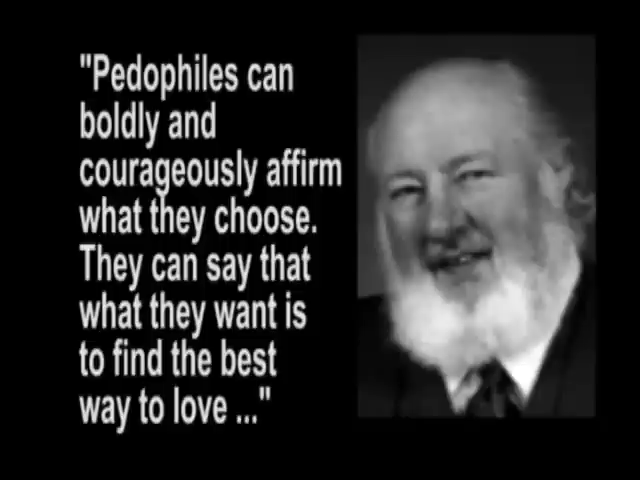 "Pedophiles can
boldly and
courageously affirm
what they choose.
They can say that
what they want is
to find the best
way to love ..."